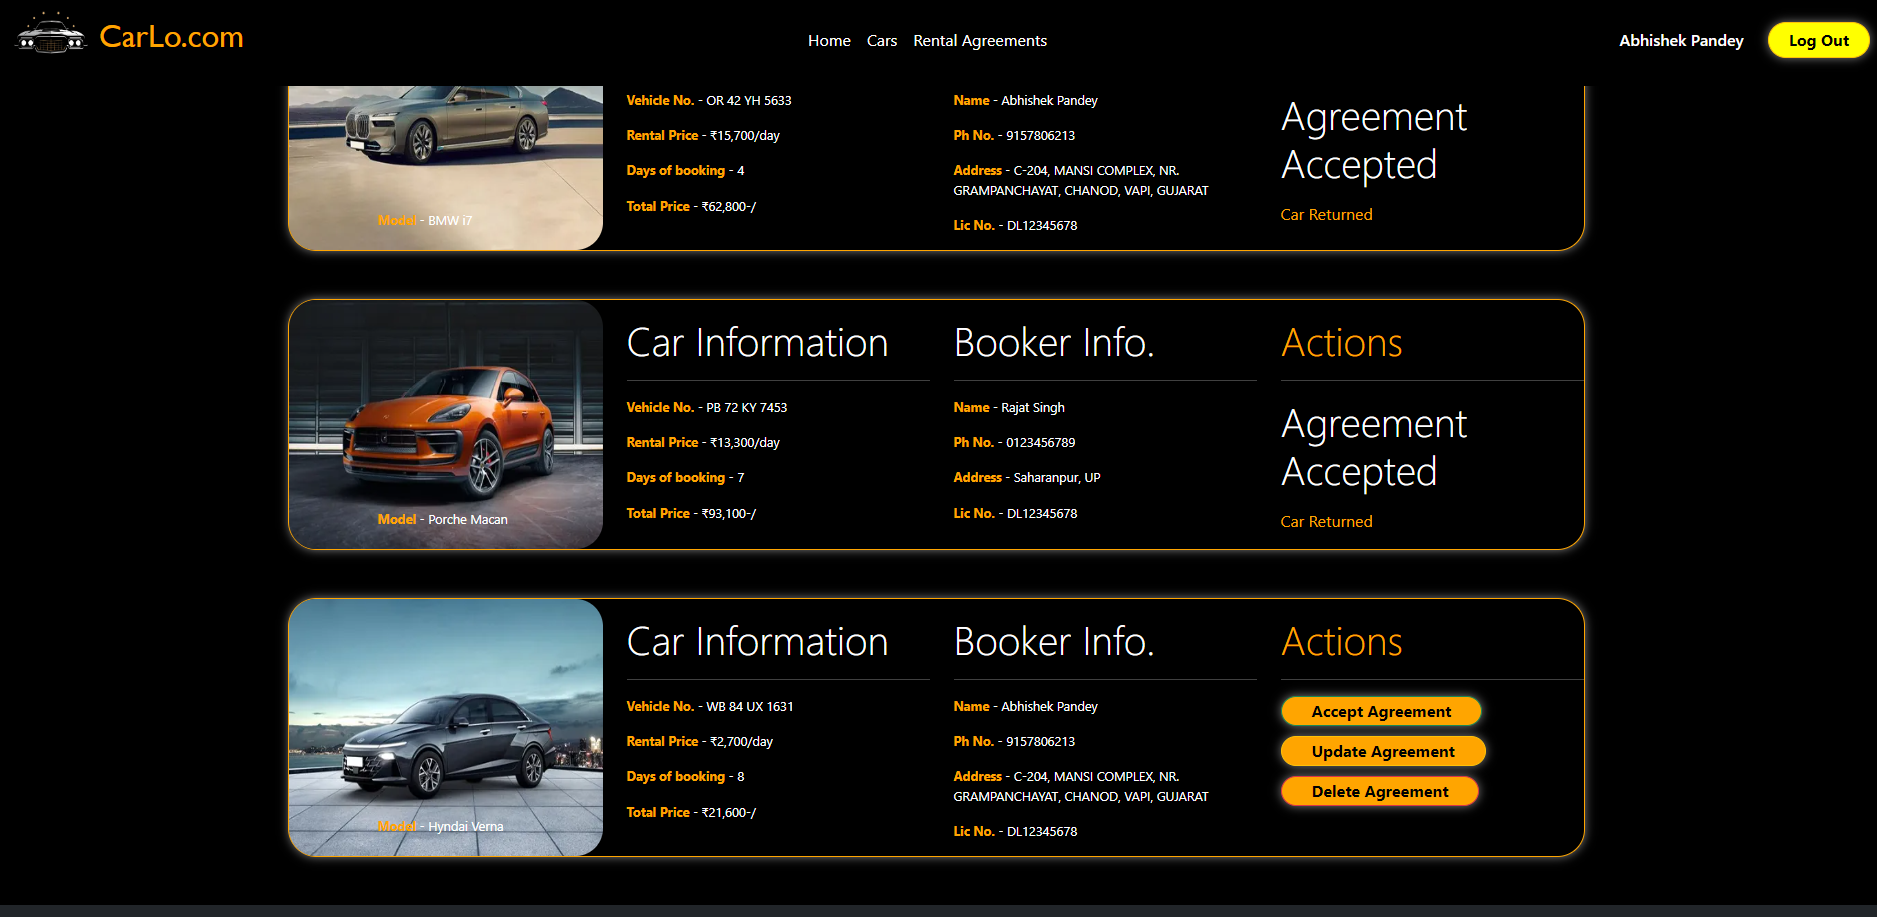 CarLo.com
Home Cars Rental Agreements
Abhishek Pandey Log Out
Model - BMW i7
Vehicle No. - OR 42 YH 5633
Rental Price - ₹15,700/day
Days of booking - 4
Total Price - ₹62,800-/
Name - Abhishek Pandey
Ph No. - 9157806213
Address - C-204, MANSI COMPLEX, NR.
GRAMPANCHAYAT, CHANOD, VAPI, GUJARAT
Lic No. - DL12345678
Agreement
Accepted
Car Returned
Model - Porche Macan
Car Information
Vehicle No. - PB 72 KY 7453
Rental Price - ₹13,300/day
Days of booking - 7
Total Price - ₹93,100-/
Booker Info.
Name - Rajat Singh
Ph No. - 0123456789
Address - Saharanpur, UP
Lic No. - DL12345678
Actions
Agreement
Accepted
Car Returned
Model - Hyndai Verna
Car Information
Vehicle No. - WB 84 UX 1631
Rental Price - ₹2,700/day
Days of booking - 8
Total Price - ₹21,600-/
Booker Info.
Name - Abhishek Pandey
Ph No. - 9157806213
Address - C-204, MANSI COMPLEX, NR.
GRAMPANCHAYAT, CHANOD, VAPI, GUJARAT
Lic No. - DL12345678
Actions
Accept Agreement
Update Agreement
Delete Agreement